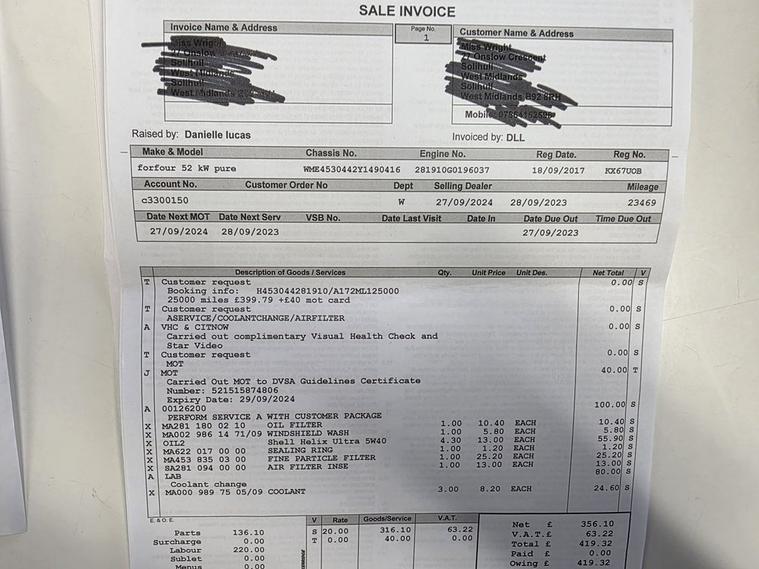 SALE INVOICE
Invoice Name & Address
Page No.
1
Customer Name & Address
Raised by: Danielle lucas
Invoiced by: DLL
Make & Model Chassis No. Engine No. Reg Date. Reg No.
forfour 52 kW pure WME4530442Y1490416 281910G0196037 18/09/2017 KX67UOB
Account No. Customer Order No Dept Selling Dealer Mileage
c3300150 W 27/09/2024 28/09/2023 23469
Date Next MOT Date Next Serv VSB No. Date Last Visit Date In Date Due Out Time Due Out
27/09/2024 28/09/2023 27/09/2023
Description of Goods / Services Qty. Unit Price Unit Des. Net Total V
T Customer request 0.00 S
Booking info: H453044281910/A172ML125000
25000 miles £399.79 +£40 mot card
T Customer request 0.00 S
ASERVICE/COOLANTCHANGE/AIRFILTER
A VHC & CITNOW 0.00 S
Carried out complimentary Visual Health Check and
Star Video
T Customer request 0.00 S
MOT
J MOT 40.00 T
Carried Out MOT to DVSA Guidelines Certificate
Number: 521515874806
Expiry Date: 29/09/2024
A 00126200 100.00 S
PERFORM SERVICE A WITH CUSTOMER PACKAGE
X MA281 180 02 10 OIL FILTER 1.00 10.40 EACH 10.40 S
X MA002 986 14 71/09 WINDSHIELD WASH 1.00 5.80 EACH 5.80 S
X OIL2 Shell Helix Ultra 5W40 4.30 13.00 EACH 55.90 S
X MA622 017 00 00 SEALING RING 1.00 1.20 EACH 1.20 S
X MA453 835 03 00 FINE PARTICLE FILTER 1.00 25.20 EACH 25.20 S
X SA281 094 00 00 AIR FILTER INSE 1.00 13.00 EACH 13.00 S
A LAB 80.00 S
Coolant change
X MA000 989 75 05/09 COOLANT 3.00 8.20 EACH 24.60 S
E. & O.E.
Parts 136.10
Surcharge 0.00
Labour 220.00
Sublet 0.00
Menus 0.00
V Rate Goods/Service V.A.T.
S 20.00 316.10 63.22
T 0.00 40.00 0.00
Net £ 356.10
V.A.T.£ 63.22
Total £ 419.32
Paid £ 0.00
Owing £ 419.32